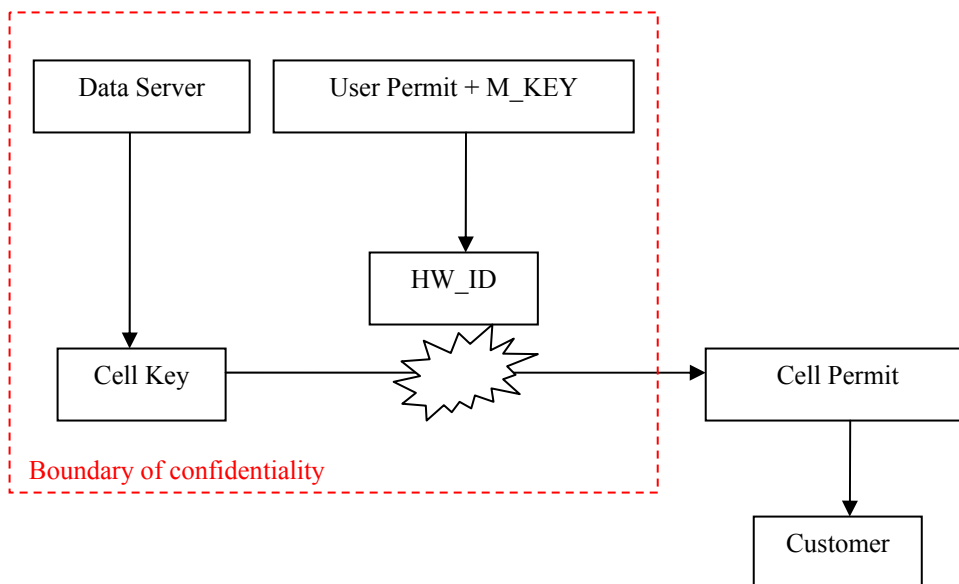 Data Server
User Permit + M_KEY
HW_ID
Cell Key
Cell Permit
Boundary of confidentiality
Customer